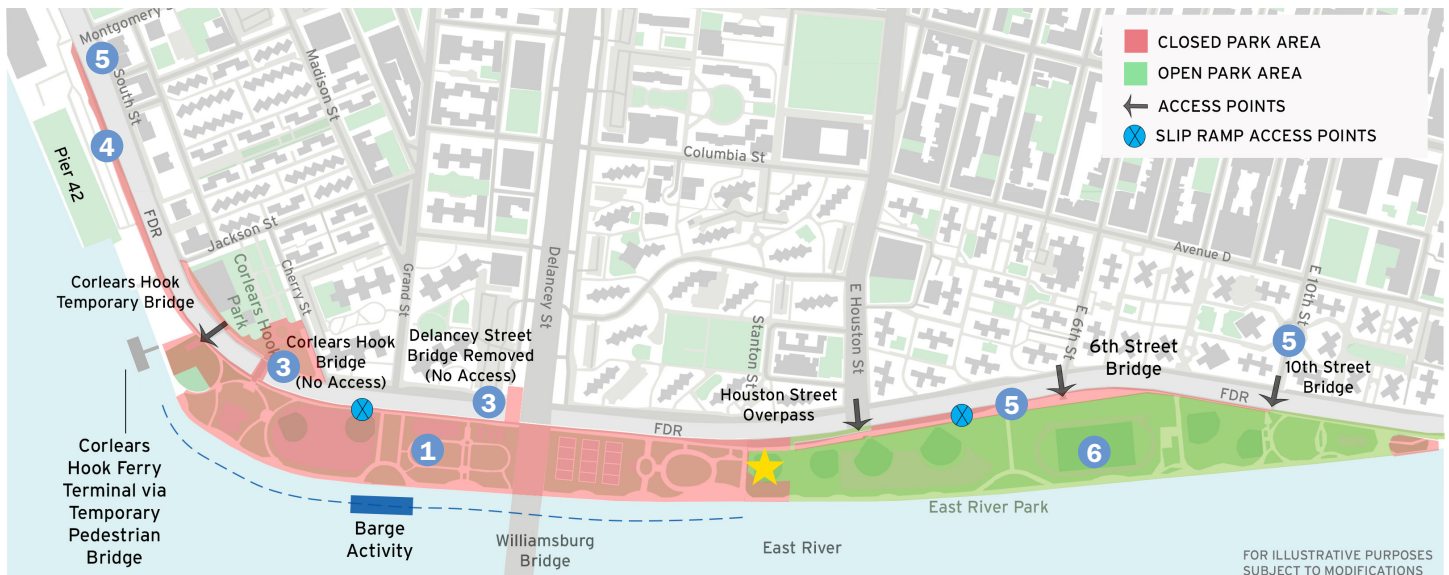 Montgomery S
5
South St
Madison St
4
Pier 42
FDR
Jackson St
Corlears Hook
Park
Corlears Hook
Cherry St
Grand St
Corlears Hook
Temporary Bridge
3
Corlears Hook
Bridge
(No Access)
Delancey Street
Bridge Removed
(No Access)
3
Delancey St
Columbia St
Stanton St
E Houston St
Houston Street
Overpass
FDR
1
Corlears
Hook Ferry
Terminal via
Temporary
Pedestrian
Bridge
Barge
Activity
Williamsburg
Bridge
East River
East River Park
5
6
E 6th St
6th Street
Bridge
Avenue D
E 10th St
5
10th Street
Bridge
FDR
CLOSED PARK AREA
OPEN PARK AREA
ACCESS POINTS
SLIP RAMP ACCESS POINTS
FOR ILLUSTRATIVE PURPOSES
SUBJECT TO MODIFICATIONS